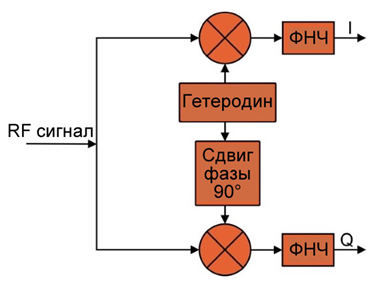 ФНЧ
I
Гетеродин
RF сигнал
Сдвиг
фазы
90°
ФНЧ
Q